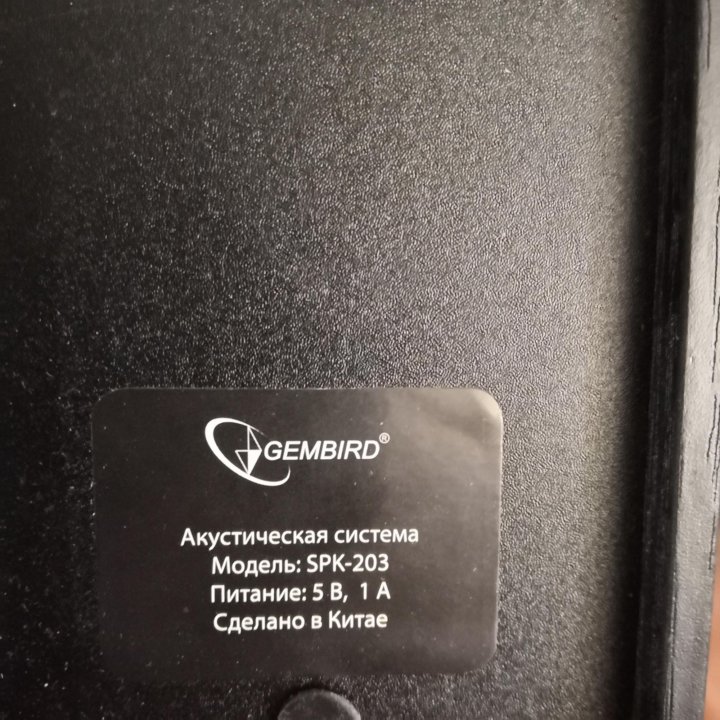 GEMBIRD®
Акустическая система
Модель: SPK-203
Питание: 5 В, 1 А
Сделано в Китае